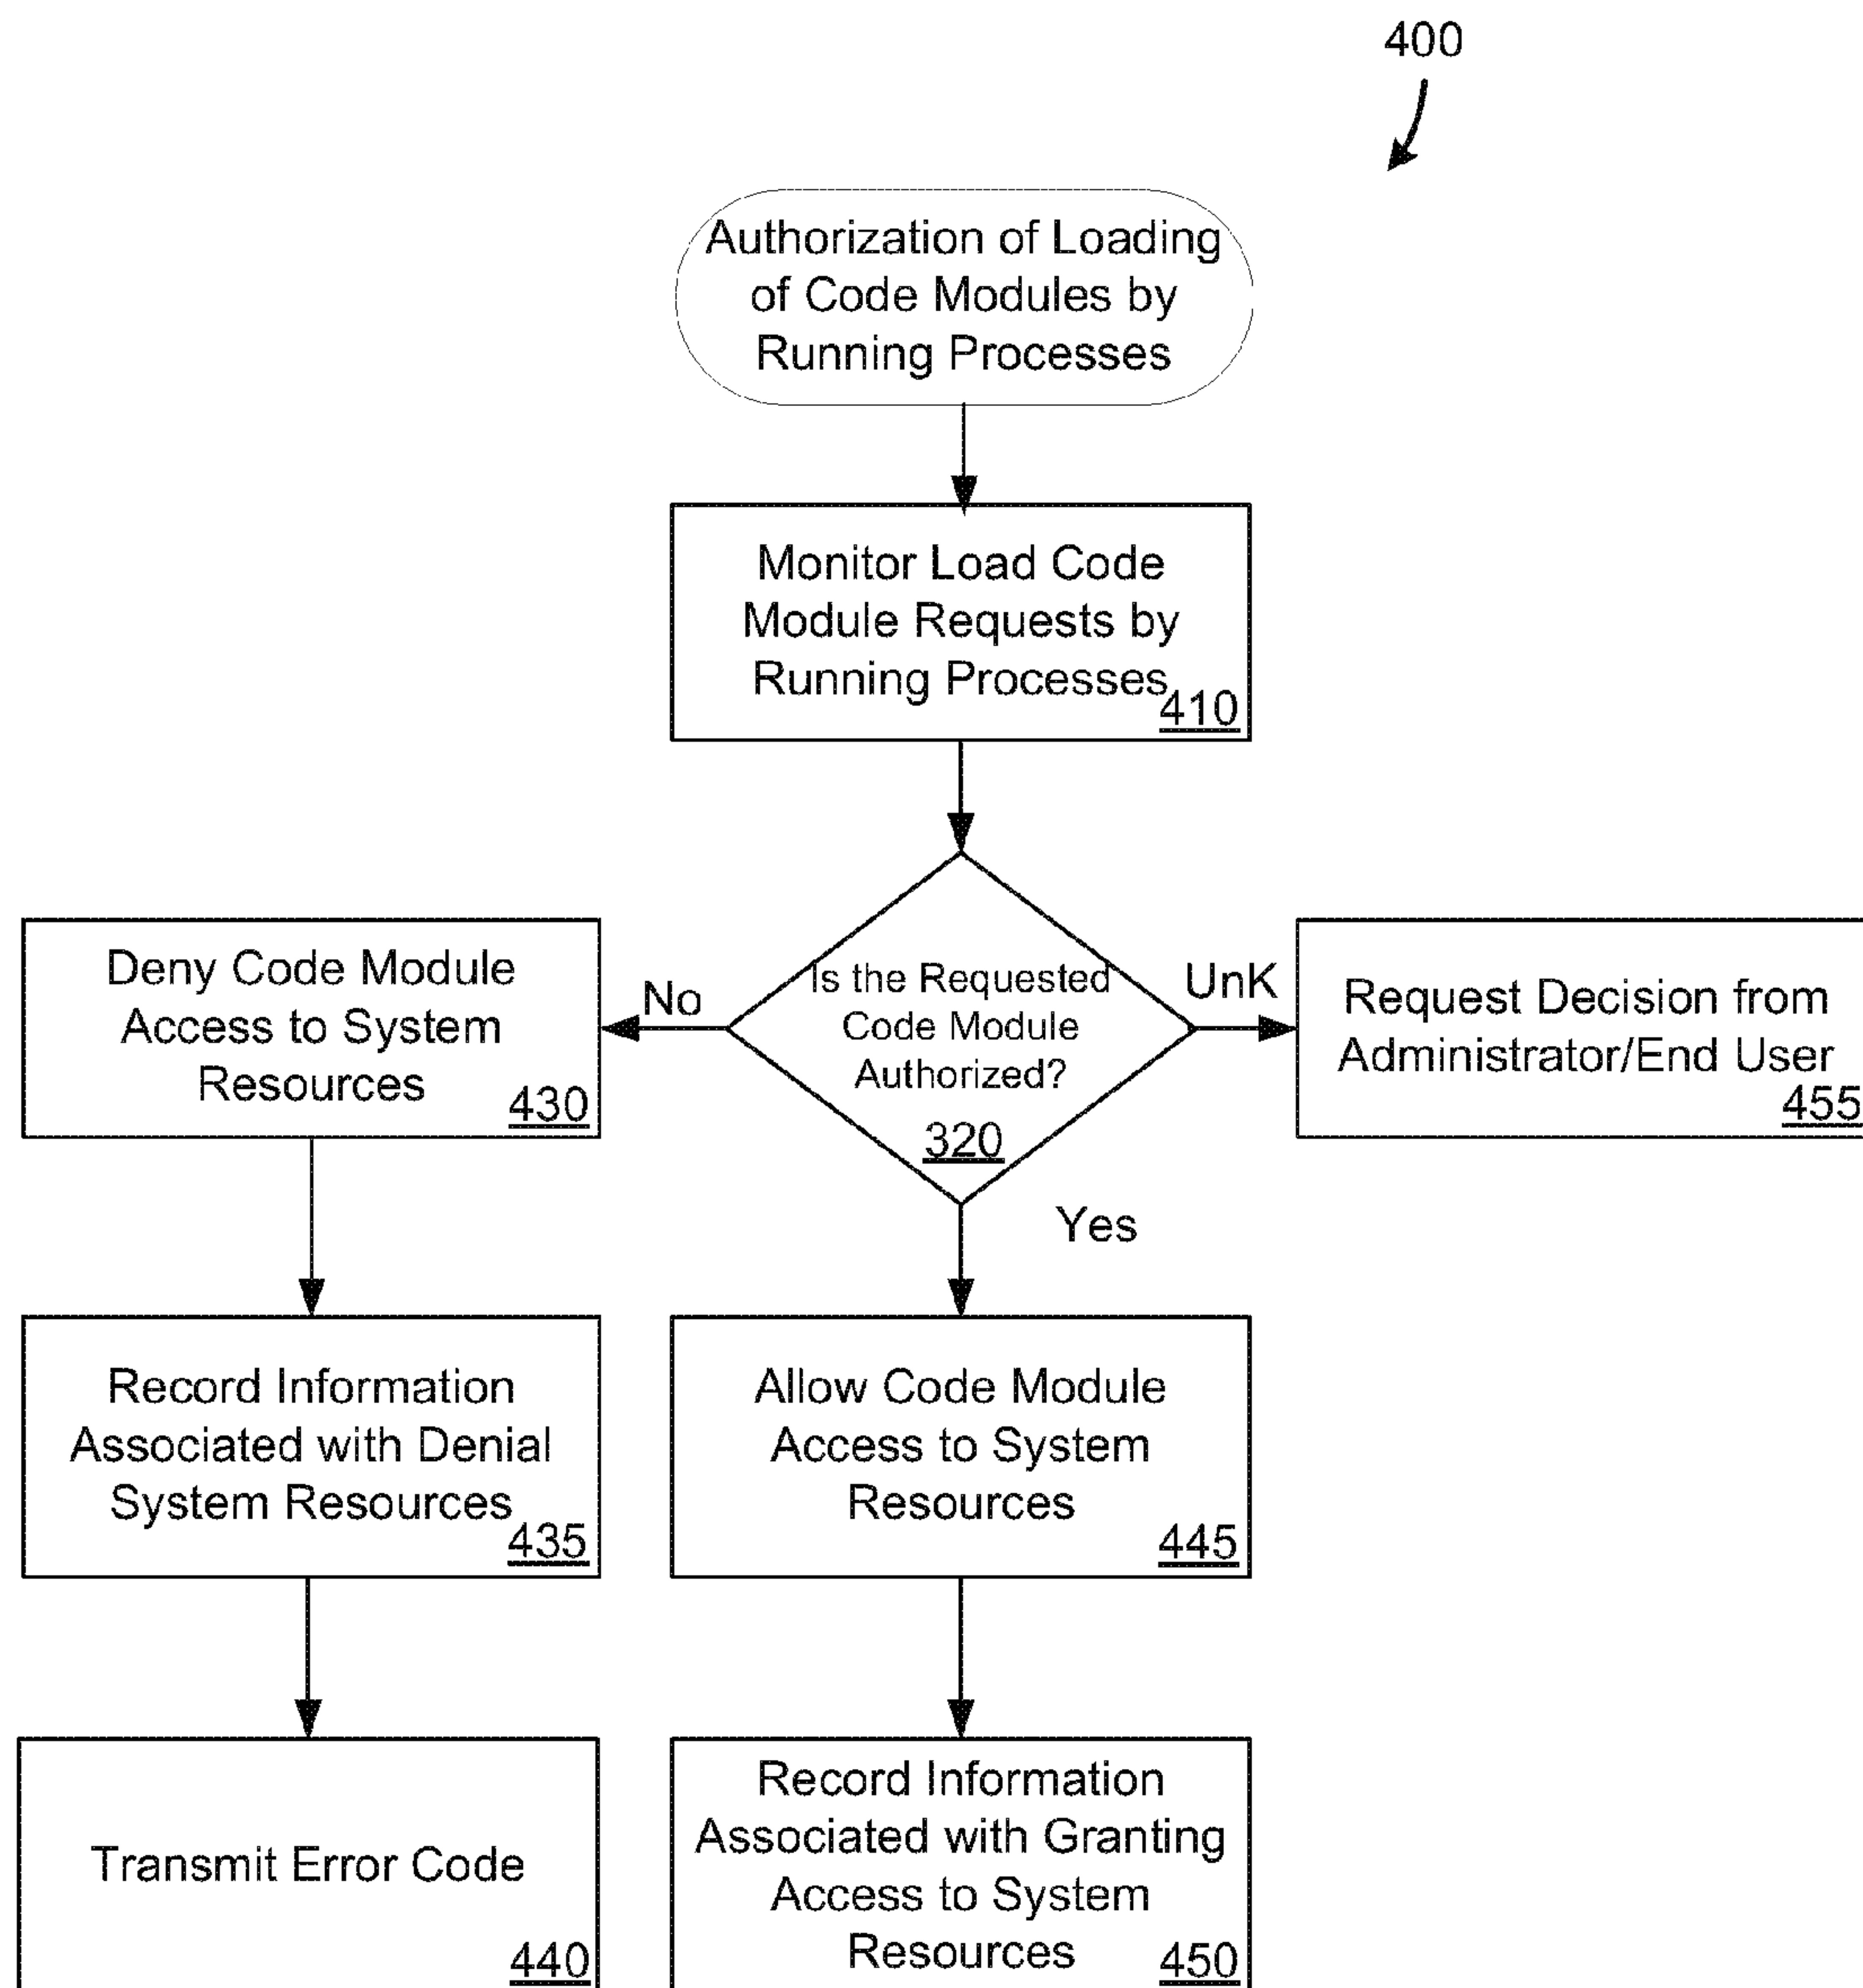 400
Authorization of Loading
of Code Modules by
Running Processes
Monitor Load Code
Module Requests by
Running Processes
410
Is the Requested
Code Module
Authorized?
320
No
UnK
Yes
Deny Code Module
Access to System
Resources
430
Request Decision from
Administrator/End User
455
Record Information
Associated with Denial
System Resources
435
Allow Code Module
Access to System
Resources
445
Transmit Error Code
440
Record Information
Associated with Granting
Access to System
Resources
450